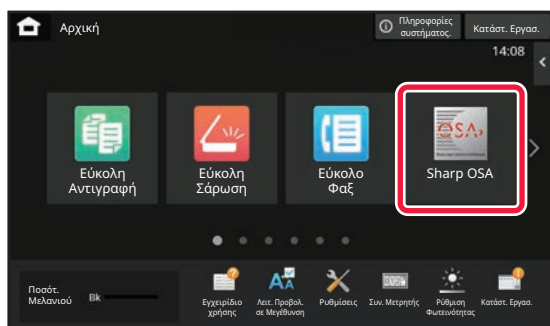 Αρχική
Πληροφορίες
συστήματος.
Κατάστ. Εργασ.
14:08
OSA
Εύκολη
Αντιγραφή
Εύκολη
Σάρωση
Εύκολο
Φαξ
Sharp OSA
Ποσότ.
Μελανιού
Bk
Εγχειρίδιο
χρήσης
Λειτ. Προβολ.
σε Μεγέθυνση
Ρυθμίσεις
Συν. Μετρητής
Ρύθμιση
Φωτεινότητας
Κατάστ. Εργασ.